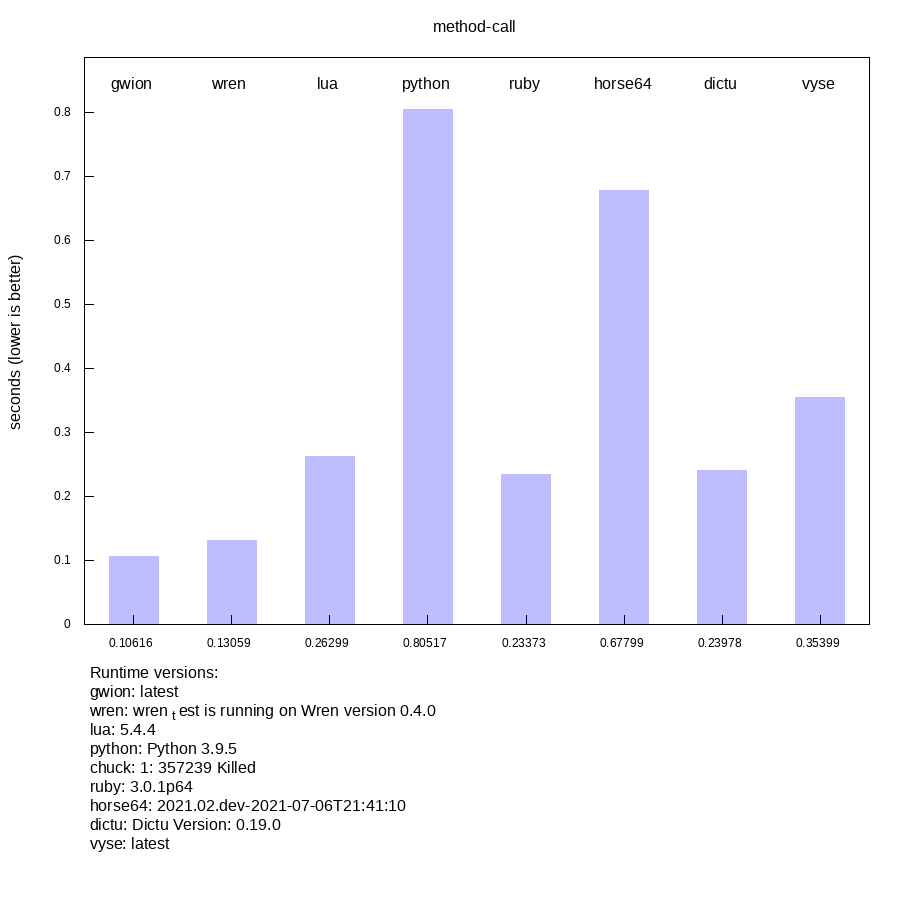 method-call
gwion wren lua python ruby horse64 dictu vyse
seconds (lower is better)
0.8
0.7
0.6
0.5
0.4
0.3
0.2
0.1
0
0.10616 0.13059 0.26299 0.80517 0.23373 0.67799 0.23978 0.35399
Runtime versions:
gwion: latest
wren: wren t est is running on Wren version 0.4.0
lua: 5.4.4
python: Python 3.9.5
chuck: 1: 357239 Killed
ruby: 3.0.1p64
horse64: 2021.02.dev-2021-07-06T21:41:10
dictu: Dictu Version: 0.19.0
vyse: latest